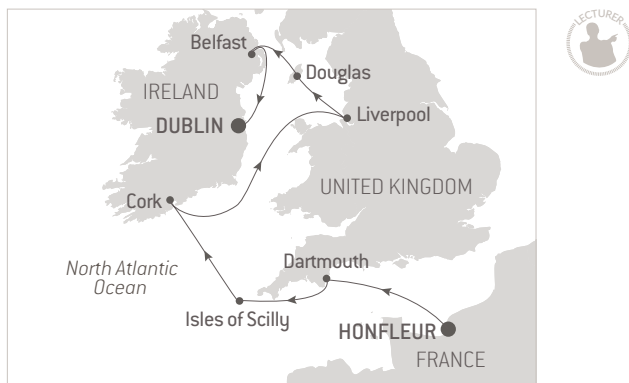 LECTURER
Belfast
Douglas
IRELAND
DUBLIN
Liverpool
UNITED KINGDOM
Cork
North Atlantic
Ocean
Dartmouth
Isles of Scilly
HONFLEUR
FRANCE